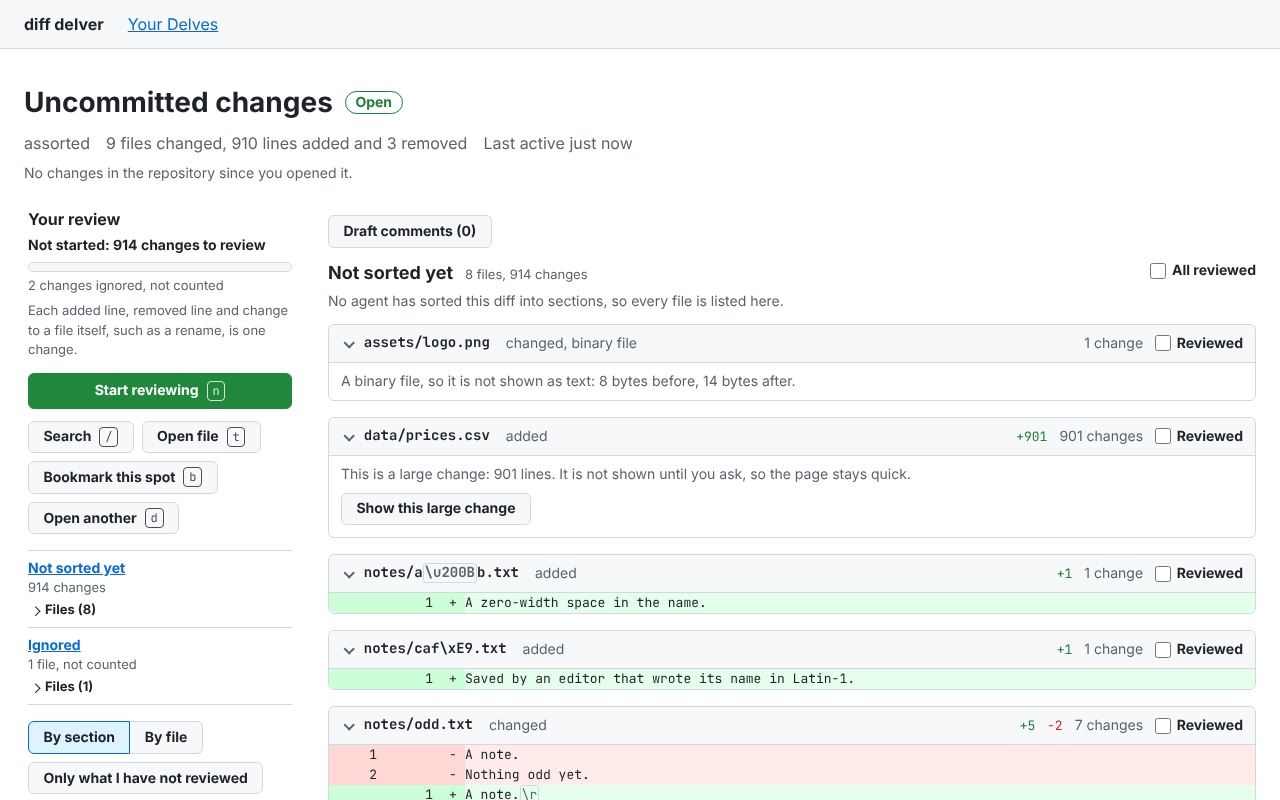 diff delver Your Delves
Uncommitted changes Open
assorted 9 files changed, 910 lines added and 3 removed Last active just now
No changes in the repository since you opened it.
Your review
Not started: 914 changes to review
2 changes ignored, not counted
Each added line, removed line and change
to a file itself, such as a rename, is one
change.
Start reviewing n
Search / Open file t
Bookmark this spot b
Open another d
Not sorted yet
914 changes
Files (8)
Ignored
1 file, not counted
Files (1)
By section By file
Only what I have not reviewed
Draft comments (0)
Not sorted yet 8 files, 914 changes All reviewed
No agent has sorted this diff into sections, so every file is listed here.
assets/logo.png changed, binary file 1 change Reviewed
A binary file, so it is not shown as text: 8 bytes before, 14 bytes after.
data/prices.csv added +901 901 changes Reviewed
This is a large change: 901 lines. It is not shown until you ask, so the page stays quick.
Show this large change
notes/a\u200Bb.txt added +1 1 change Reviewed
1 + A zero-width space in the name.
notes/caf\xE9.txt added +1 1 change Reviewed
1 + Saved by an editor that wrote its name in Latin-1.
notes/odd.txt changed +5 -2 7 changes Reviewed
1 - A note.
2 - Nothing odd yet.
1 + A note.\r